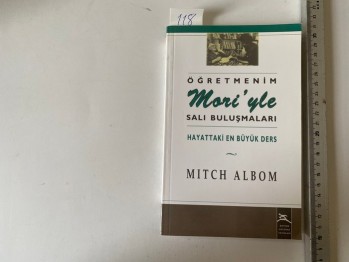 118
ÖĞRETMENİM
Mori'yle
SALI BULUŞMALARI
HAYATTAKİ EN BÜYÜK DERS
MITCH ALBOM